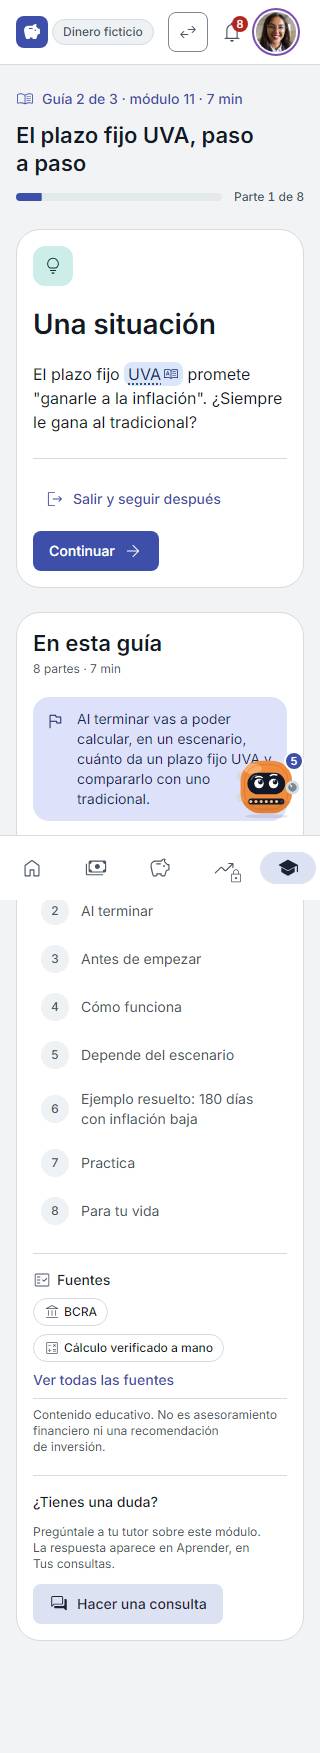 Dinero ficticio
8
Guía 2 de 3 · módulo 11 · 7 min
El plazo fijo UVA, paso
a paso
Parte 1 de 8
Una situación
El plazo fijo UVA promete
"ganarle a la inflación". ¿Siempre
le gana al tradicional?
Salir y seguir después
Continuar
En esta guía
8 partes · 7 min
Al terminar vas a poder
calcular, en un escenario,
cuánto da un plazo fijo UVA y
compararlo con uno
tradicional.
5
2 Al terminar
3 Antes de empezar
4 Cómo funciona
5 Depende del escenario
6 Ejemplo resuelto: 180 días
con inflación baja
7 Practica
8 Para tu vida
Fuentes
BCRA
Cálculo verificado a mano
Ver todas las fuentes
Contenido educativo. No es asesoramiento
financiero ni una recomendación
de inversión.
¿Tienes una duda?
Pregúntale a tu tutor sobre este módulo.
La respuesta aparece en Aprender, en
Tus consultas.
Hacer una consulta